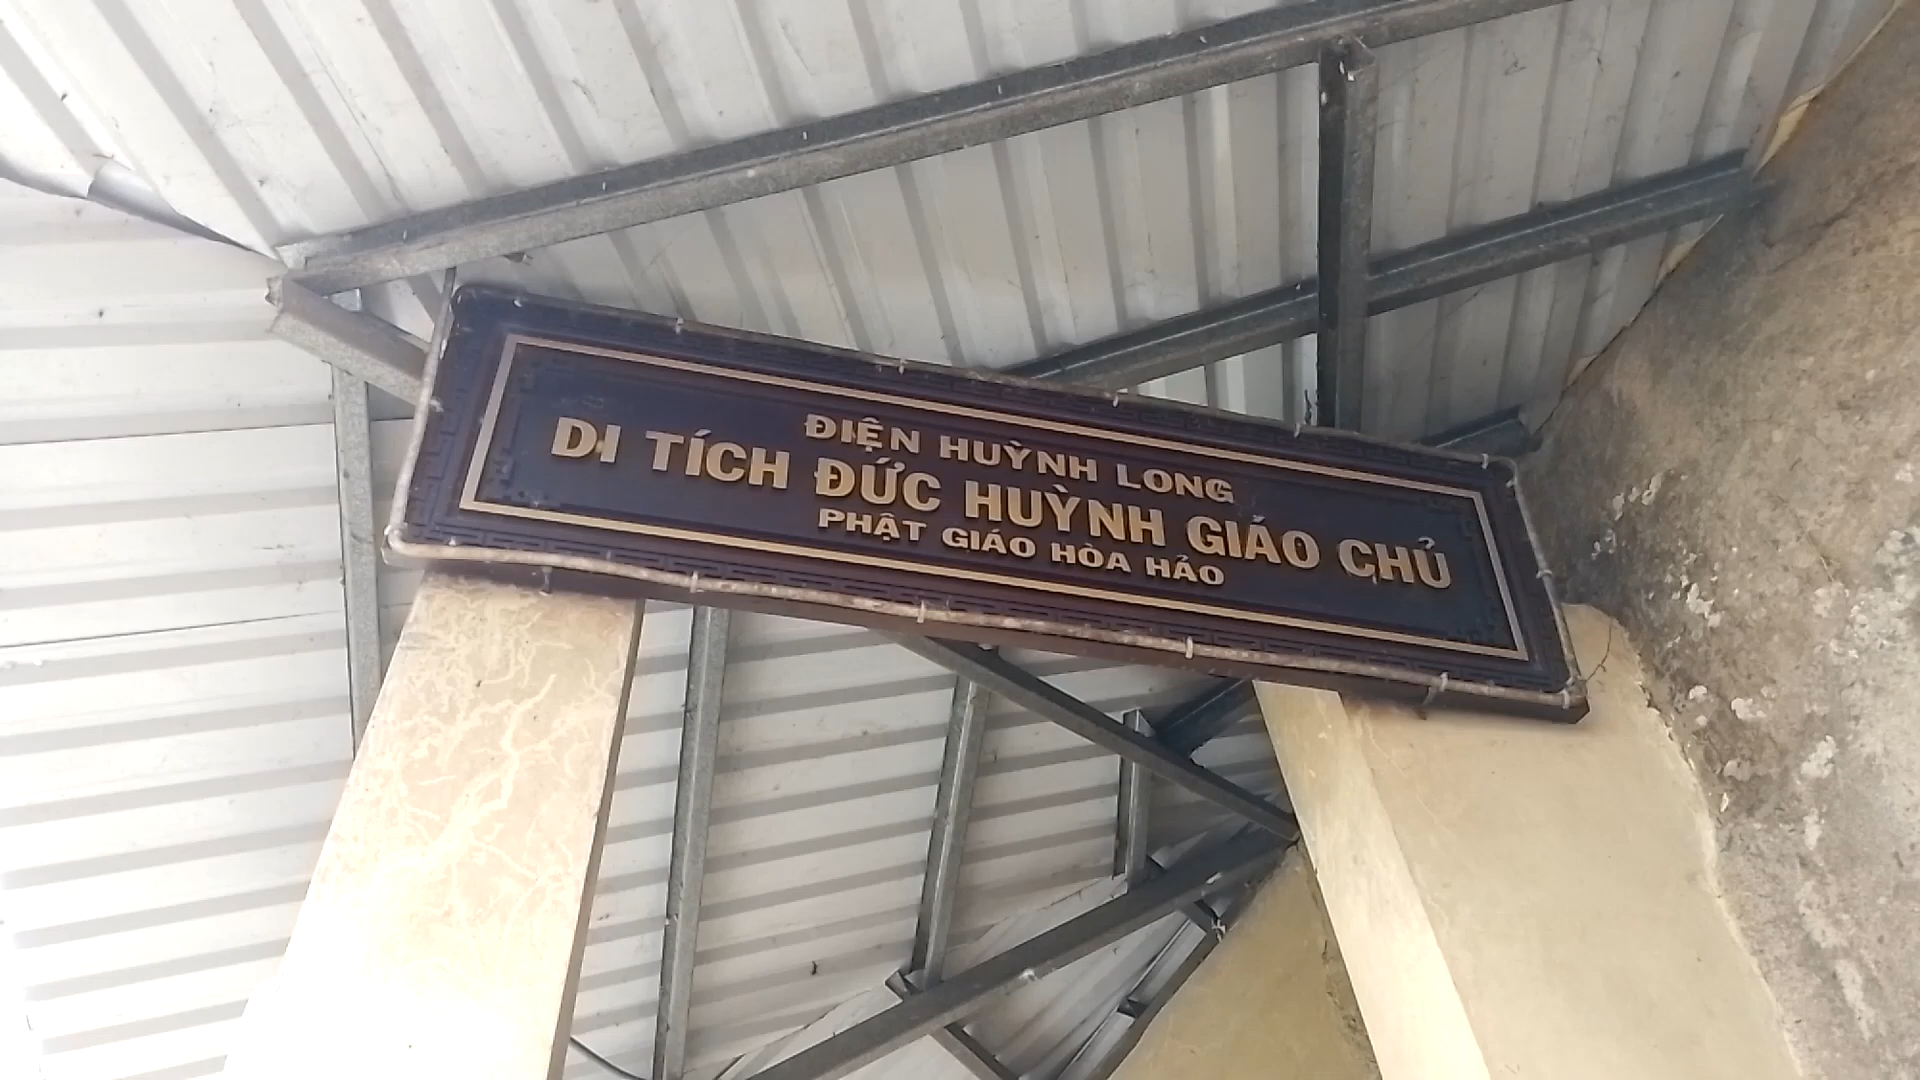 ĐIỆN HUỲNH LONG
DI TÍCH ĐỨC HUỲNH GIÁO CHỦ
PHẬT GIÁO HÒA HẢO